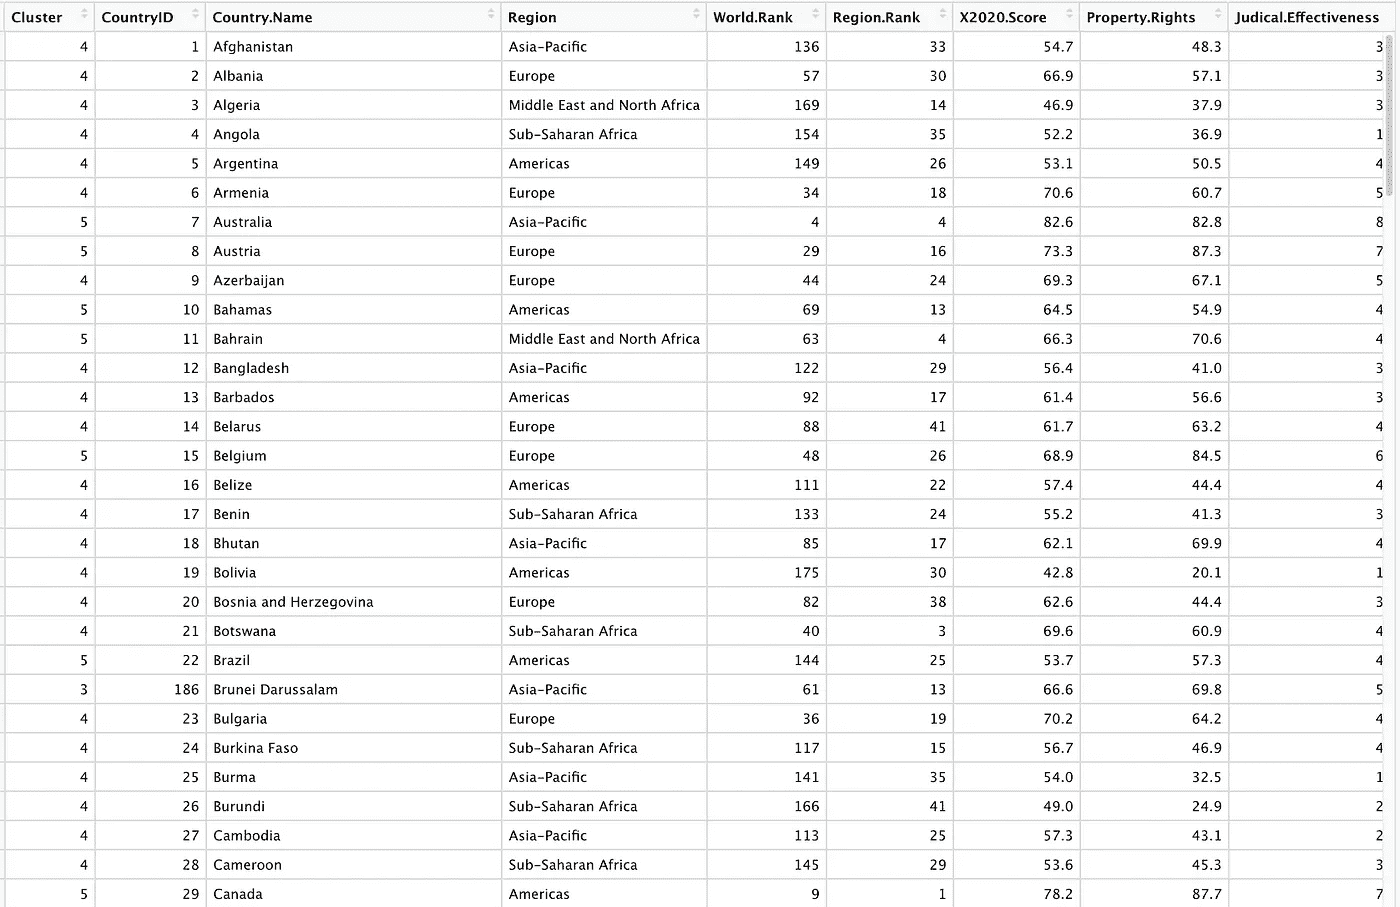 Cluster CountryID Country.Name Region World.Rank Region.Rank X2020.Score Property.Rights Judical.Effectiveness
4 1 Afghanistan Asia-Pacific 136 33 54.7 48.3 3
4 2 Albania Europe 57 30 66.9 57.1 3
4 3 Algeria Middle East and North Africa 169 14 46.9 37.9 3
4 4 Angola Sub-Saharan Africa 154 35 52.2 36.9 1
4 5 Argentina Americas 149 26 53.1 50.5 4
4 6 Armenia Europe 34 18 70.6 60.7 5
5 7 Australia Asia-Pacific 4 4 82.6 82.8 8
5 8 Austria Europe 29 16 73.3 87.3 7
4 9 Azerbaijan Europe 44 24 69.3 67.1 5
5 10 Bahamas Americas 69 13 64.5 54.9 4
5 11 Bahrain Middle East and North Africa 63 4 66.3 70.6 4
4 12 Bangladesh Asia-Pacific 122 29 56.4 41.0 3
4 13 Barbados Americas 92 17 61.4 56.6 3
4 14 Belarus Europe 88 41 61.7 63.2 4
5 15 Belgium Europe 48 26 68.9 84.5 6
4 16 Belize Americas 111 22 57.4 44.4 4
4 17 Benin Sub-Saharan Africa 133 24 55.2 41.3 3
4 18 Bhutan Asia-Pacific 85 17 62.1 69.9 4
4 19 Bolivia Americas 175 30 42.8 20.1 1
4 20 Bosnia and Herzegovina Europe 82 38 62.6 44.4 3
4 21 Botswana Sub-Saharan Africa 40 3 69.6 60.9 4
5 22 Brazil Americas 144 25 53.7 57.3 4
3 186 Brunei Darussalam Asia-Pacific 61 13 66.6 69.8 5
4 23 Bulgaria Europe 36 19 70.2 64.2 4
4 24 Burkina Faso Sub-Saharan Africa 117 15 56.7 46.9 4
4 25 Burma Asia-Pacific 141 35 54.0 32.5 1
4 26 Burundi Sub-Saharan Africa 166 41 49.0 24.9 2
4 27 Cambodia Asia-Pacific 113 25 57.3 43.1 2
4 28 Cameroon Sub-Saharan Africa 145 29 53.6 45.3 3
5 29 Canada Americas 9 1 78.2 87.7 7